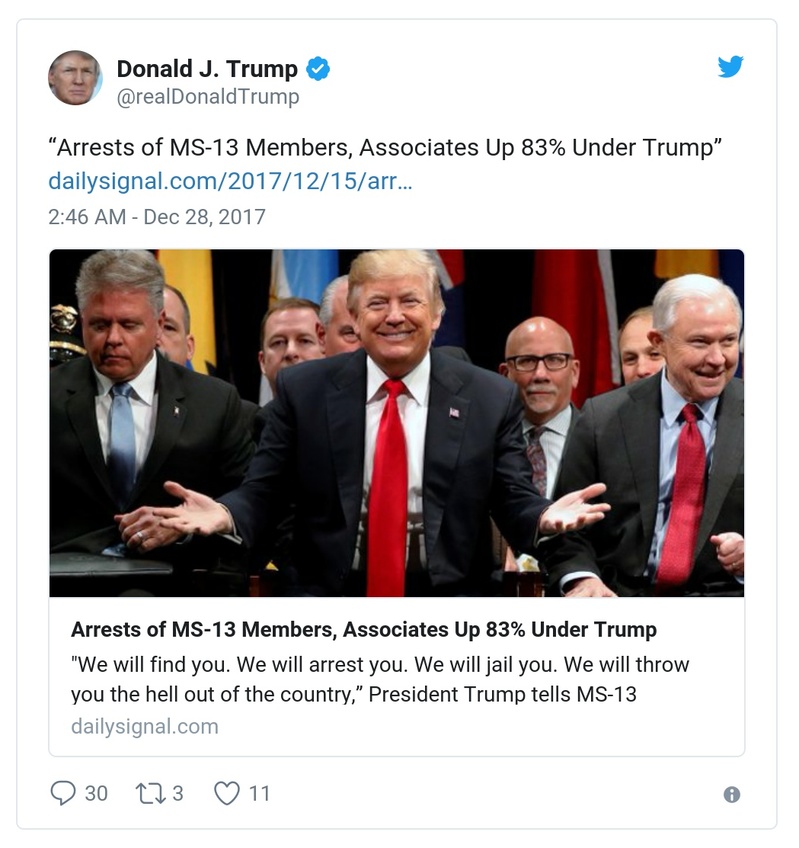 Donald J. Trump
@realDonaldTrump
“Arrests of MS-13 Members, Associates Up 83% Under Trump”
dailysignal.com/2017/12/15/arr…
2:46 AM - Dec 28, 2017
Arrests of MS-13 Members, Associates Up 83% Under Trump
"We will find you. We will arrest you. We will jail you. We will throw
you the hell out of the country,” President Trump tells MS-13
dailysignal.com
30 3 11